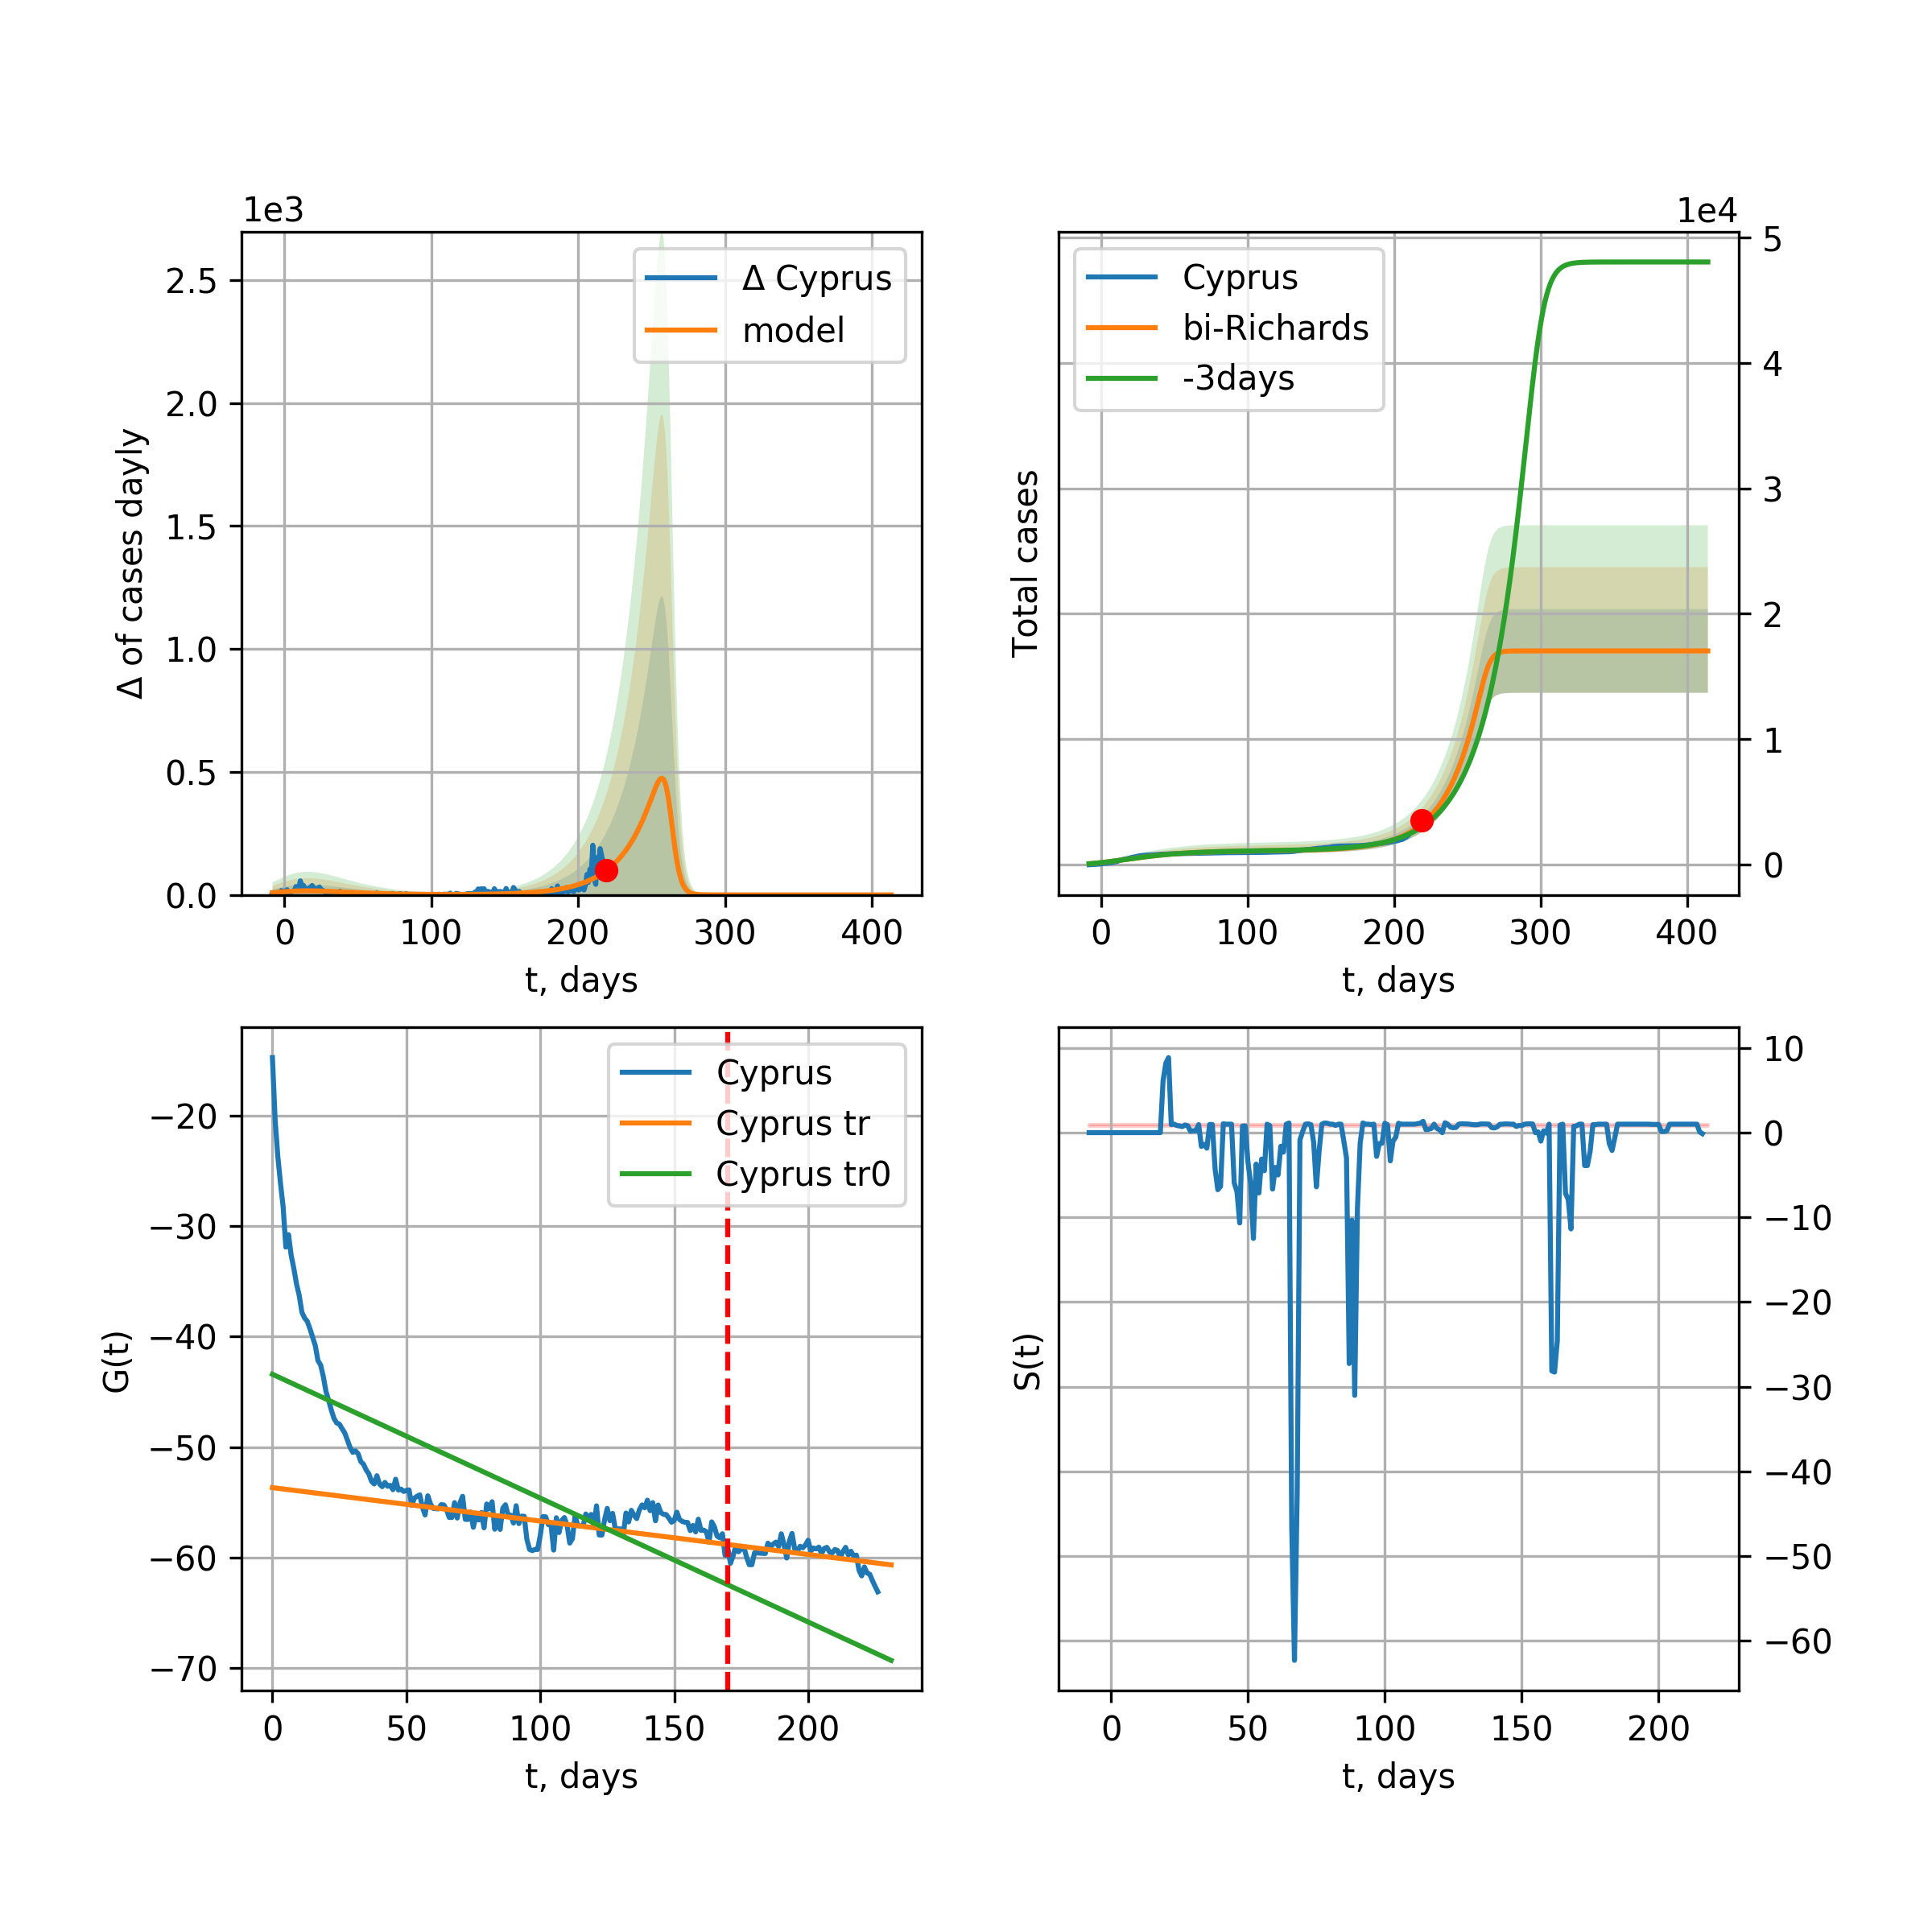 1e3
Δ of cases dayly
2.5
2.0
1.5
1.0
0.5
0.0
0 100 200 300 400
t, days
Δ Cyprus
model
1e4
Total cases
5
4
3
2
1
0
0 100 200 300 400
t, days
Cyprus
bi-Richards
-3days
G(t)
−20
−30
−40
−50
−60
−70
0 50 100 150 200
t, days
Cyprus
Cyprus tr
Cyprus tr0
S(t)
10
0
−10
−20
−30
−40
−50
−60
0 50 100 150 200
t, days